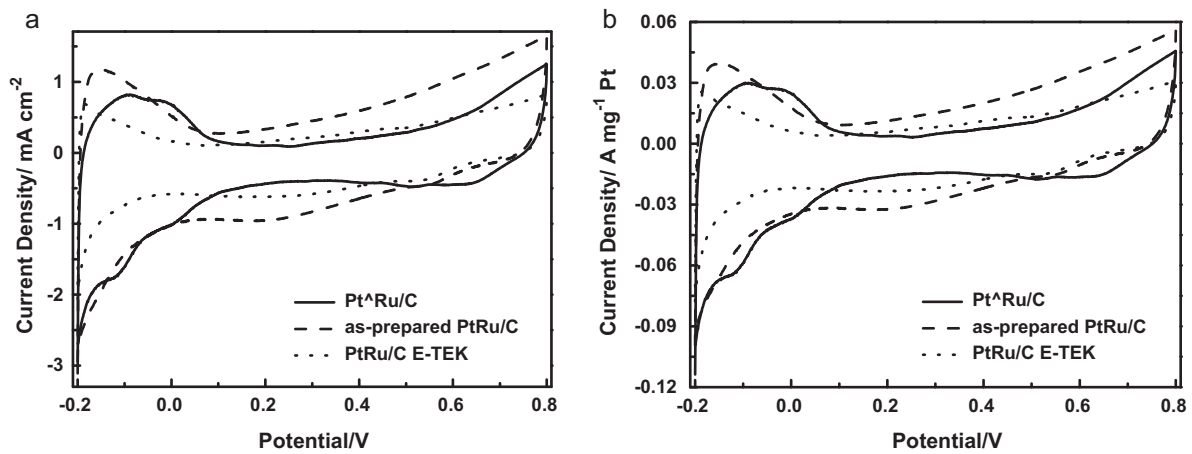 a
Current Density/ mA cm-2
1
0
-1
-2
-3
-0.2 0.0 0.2 0.4 0.6 0.8
Potential/V
Pt^Ru/C
as-prepared PtRu/C
PtRu/C E-TEK
b
Current Density/ A mg-1 Pt
0.06
0.03
0.00
-0.03
-0.06
-0.09
-0.12
-0.2 0.0 0.2 0.4 0.6 0.8
Potential/V
Pt^Ru/C
as-prepared PtRu/C
PtRu/C E-TEK